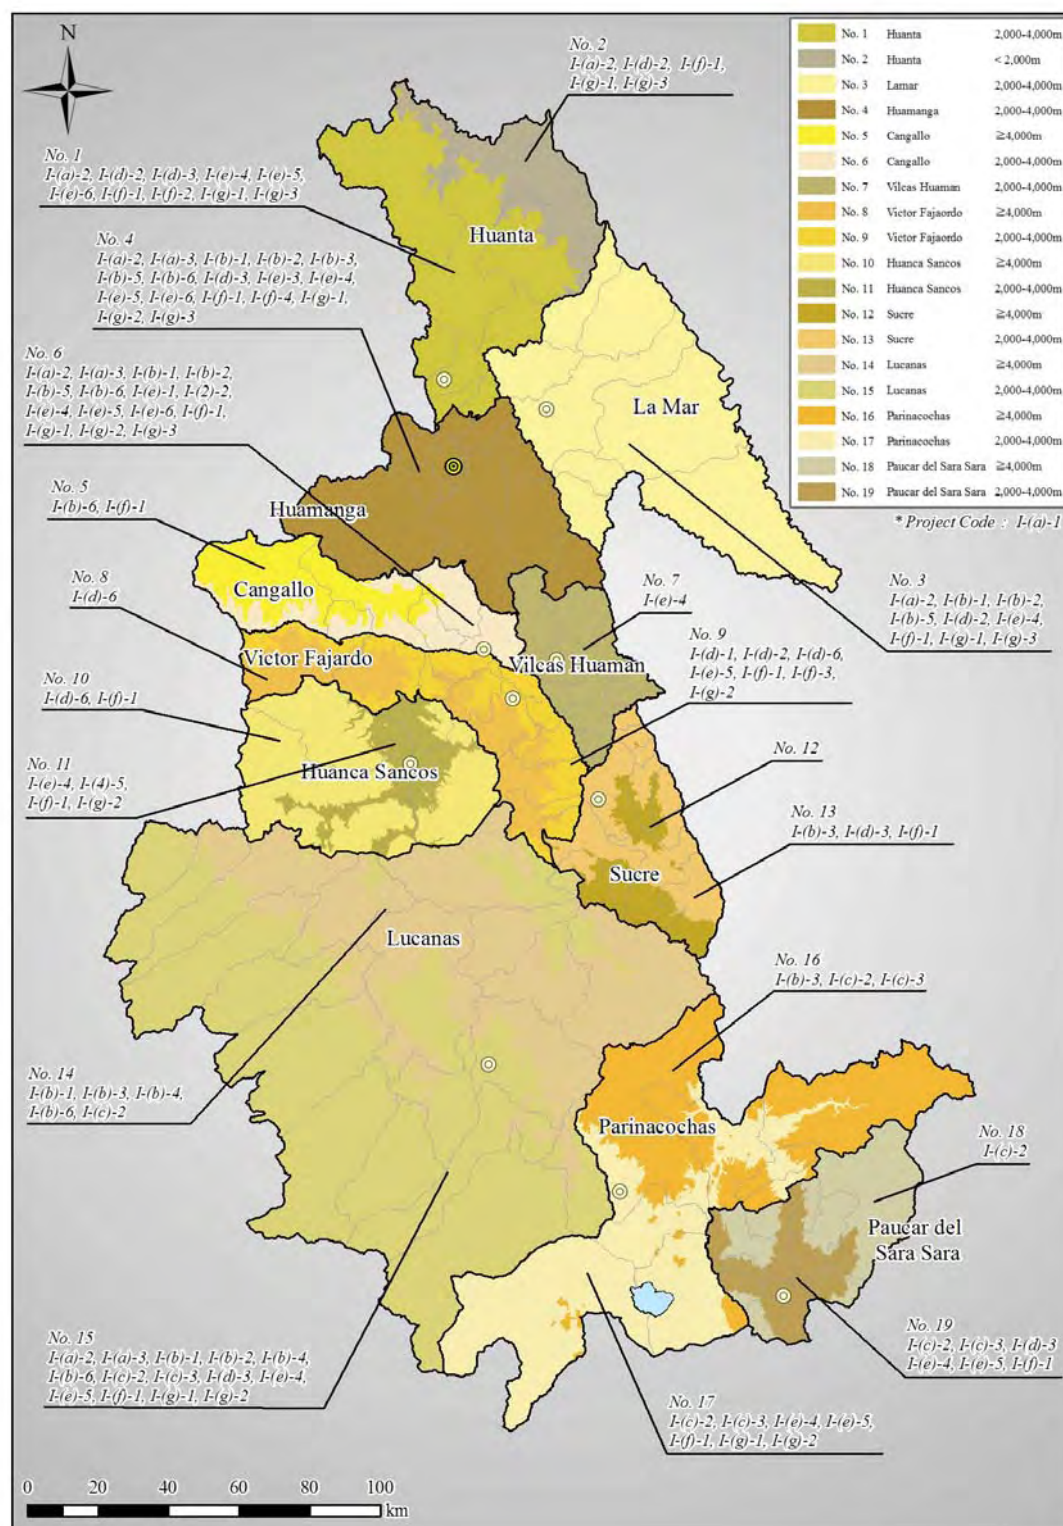 N
No. 1 Huanta 2,000-4,000m
No. 2 Huanta < 2,000m
No. 3 Lamar 2,000-4,000m
No. 4 Huamanga 2,000-4,000m
No. 5 Cangallo ≧4,000m
No. 6 Cangallo 2,000-4,000m
No. 7 Vilcas Huaman 2,000-4,000m
No. 8 Victor Fajaordo ≧4,000m
No. 9 Victor Fajaordo 2,000-4,000m
No. 10 Huanca Sancos ≧4,000m
No. 11 Huanca Sancos 2,000-4,000m
No. 12 Sucre ≧4,000m
No. 13 Sucre 2,000-4,000m
No. 14 Lucanas ≧4,000m
No. 15 Lucanas 2,000-4,000m
No. 16 Parinacochas ≧4,000m
No. 17 Parinacochas 2,000-4,000m
No. 18 Paucar del Sara Sara ≧4,000m
No. 19 Paucar del Sara Sara 2,000-4,000m
* Project Code : I-(a)-1
No. 2
I-(a)-2, I-(d)-2, I-(f)-1,
I-(g)-1, I-(g)-3
No. 1
I-(a)-2, I-(d)-2, I-(d)-3, I-(e)-4, I-(e)-5,
I-(e)-6, I-(f)-1, I-(f)-2, I-(g)-1, I-(g)-3
Huanta
No. 4
I-(a)-2, I-(a)-3, I-(b)-1, I-(b)-2, I-(b)-3,
I-(b)-5, I-(b)-6, I-(d)-3, I-(e)-3, I-(e)-4,
I-(e)-5, I-(e)-6, I-(f)-1, I-(f)-4, I-(g)-1,
I-(g)-2, I-(g)-3
No. 6
I-(a)-2, I-(a)-3, I-(b)-1, I-(b)-2,
I-(b)-5, I-(b)-6, I-(e)-1, I-(2)-2,
I-(e)-4, I-(e)-5, I-(e)-6, I-(f)-1,
I-(g)-1, I-(g)-2, I-(g)-3
La Mar
No. 5
I-(b)-6, I-(f)-1
Huamanga
No. 8
I-(d)-6
Cangallo
No. 7
I-(e)-4
No. 3
I-(a)-2, I-(b)-1, I-(b)-2,
I-(b)-5, I-(d)-2, I-(e)-4,
I-(f)-1, I-(g)-1, I-(g)-3
No. 9
I-(d)-1, I-(d)-2, I-(d)-6,
I-(e)-5, I-(f)-1, I-(f)-3,
I-(g)-2
Victor Fajardo
Vilcas Huaman
No. 10
I-(d)-6, I-(f)-1
No. 11
I-(e)-4, I-(4)-5,
I-(f)-1, I-(g)-2
Huanca Sancos
No. 12
No. 13
I-(b)-3, I-(d)-3, I-(f)-1
Sucre
Lucanas
No. 16
I-(b)-3, I-(c)-2, I-(c)-3
No. 14
I-(b)-1, I-(b)-3, I-(b)-4,
I-(b)-6, I-(c)-2
Parinacochas
No. 18
I-(c)-2
Paucar del
Sara Sara
No. 15
I-(a)-2, I-(a)-3, I-(b)-1, I-(b)-2, I-(b)-4,
I-(b)-6, I-(c)-2, I-(c)-3, I-(d)-3, I-(e)-4,
I-(e)-5, I-(f)-1, I-(g)-1, I-(g)-2
No. 19
I-(c)-2, I-(c)-3, I-(d)-3
I-(e)-4, I-(e)-5, I-(f)-1
No. 17
I-(c)-2, I-(c)-3, I-(e)-4, I-(e)-5,
I-(f)-1, I-(g)-1, I-(g)-2
0 20 40 60 80 100
km